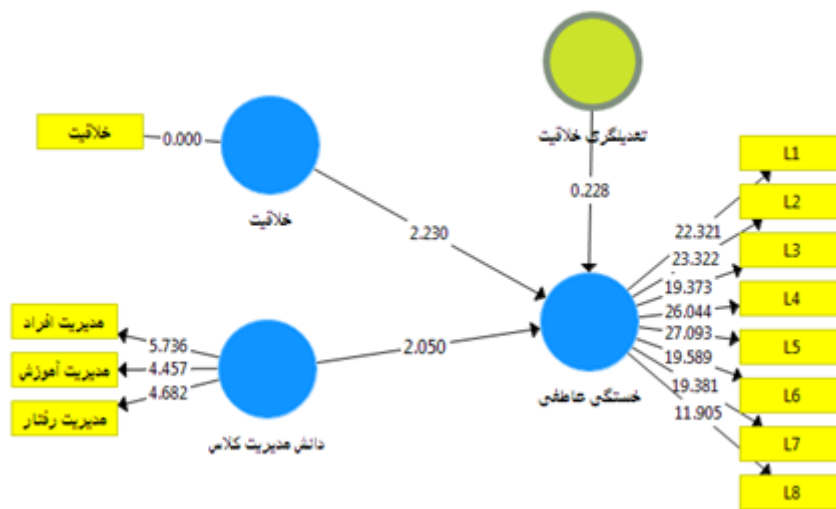 تعدیلگری خلاقیت
خلاقیت
0.000
خلاقیت
2.230
0.228
مدیریت افراد
مدیریت آموزش
مدیریت رفتار
5.736
4.457
4.682
دانش مدیریت کلاس
2.050
خستگی عاطفی
22.321
23.322
19.373
26.044
27.093
19.589
19.381
11.905
L1
L2
L3
L4
L5
L6
L7
L8